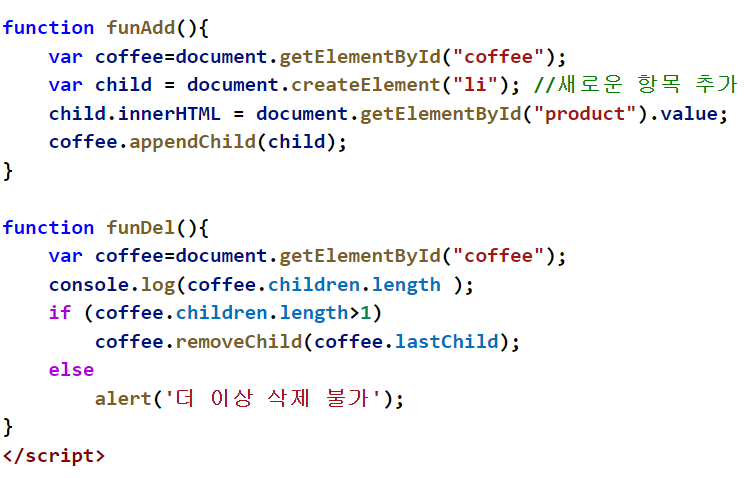 function funAdd(){
    var coffee=document.getElementById("coffee");
    var child = document.createElement("li"); //새로운 항목 추가
    child.innerHTML = document.getElementById("product").value;
    coffee.appendChild(child);
}
function funDel(){
    var coffee=document.getElementById("coffee");
    console.log(coffee.children.length );
    if (coffee.children.length>1)
        coffee.removeChild(coffee.lastChild);
    else
        alert('더 이상 삭제 불가');
}
</script>